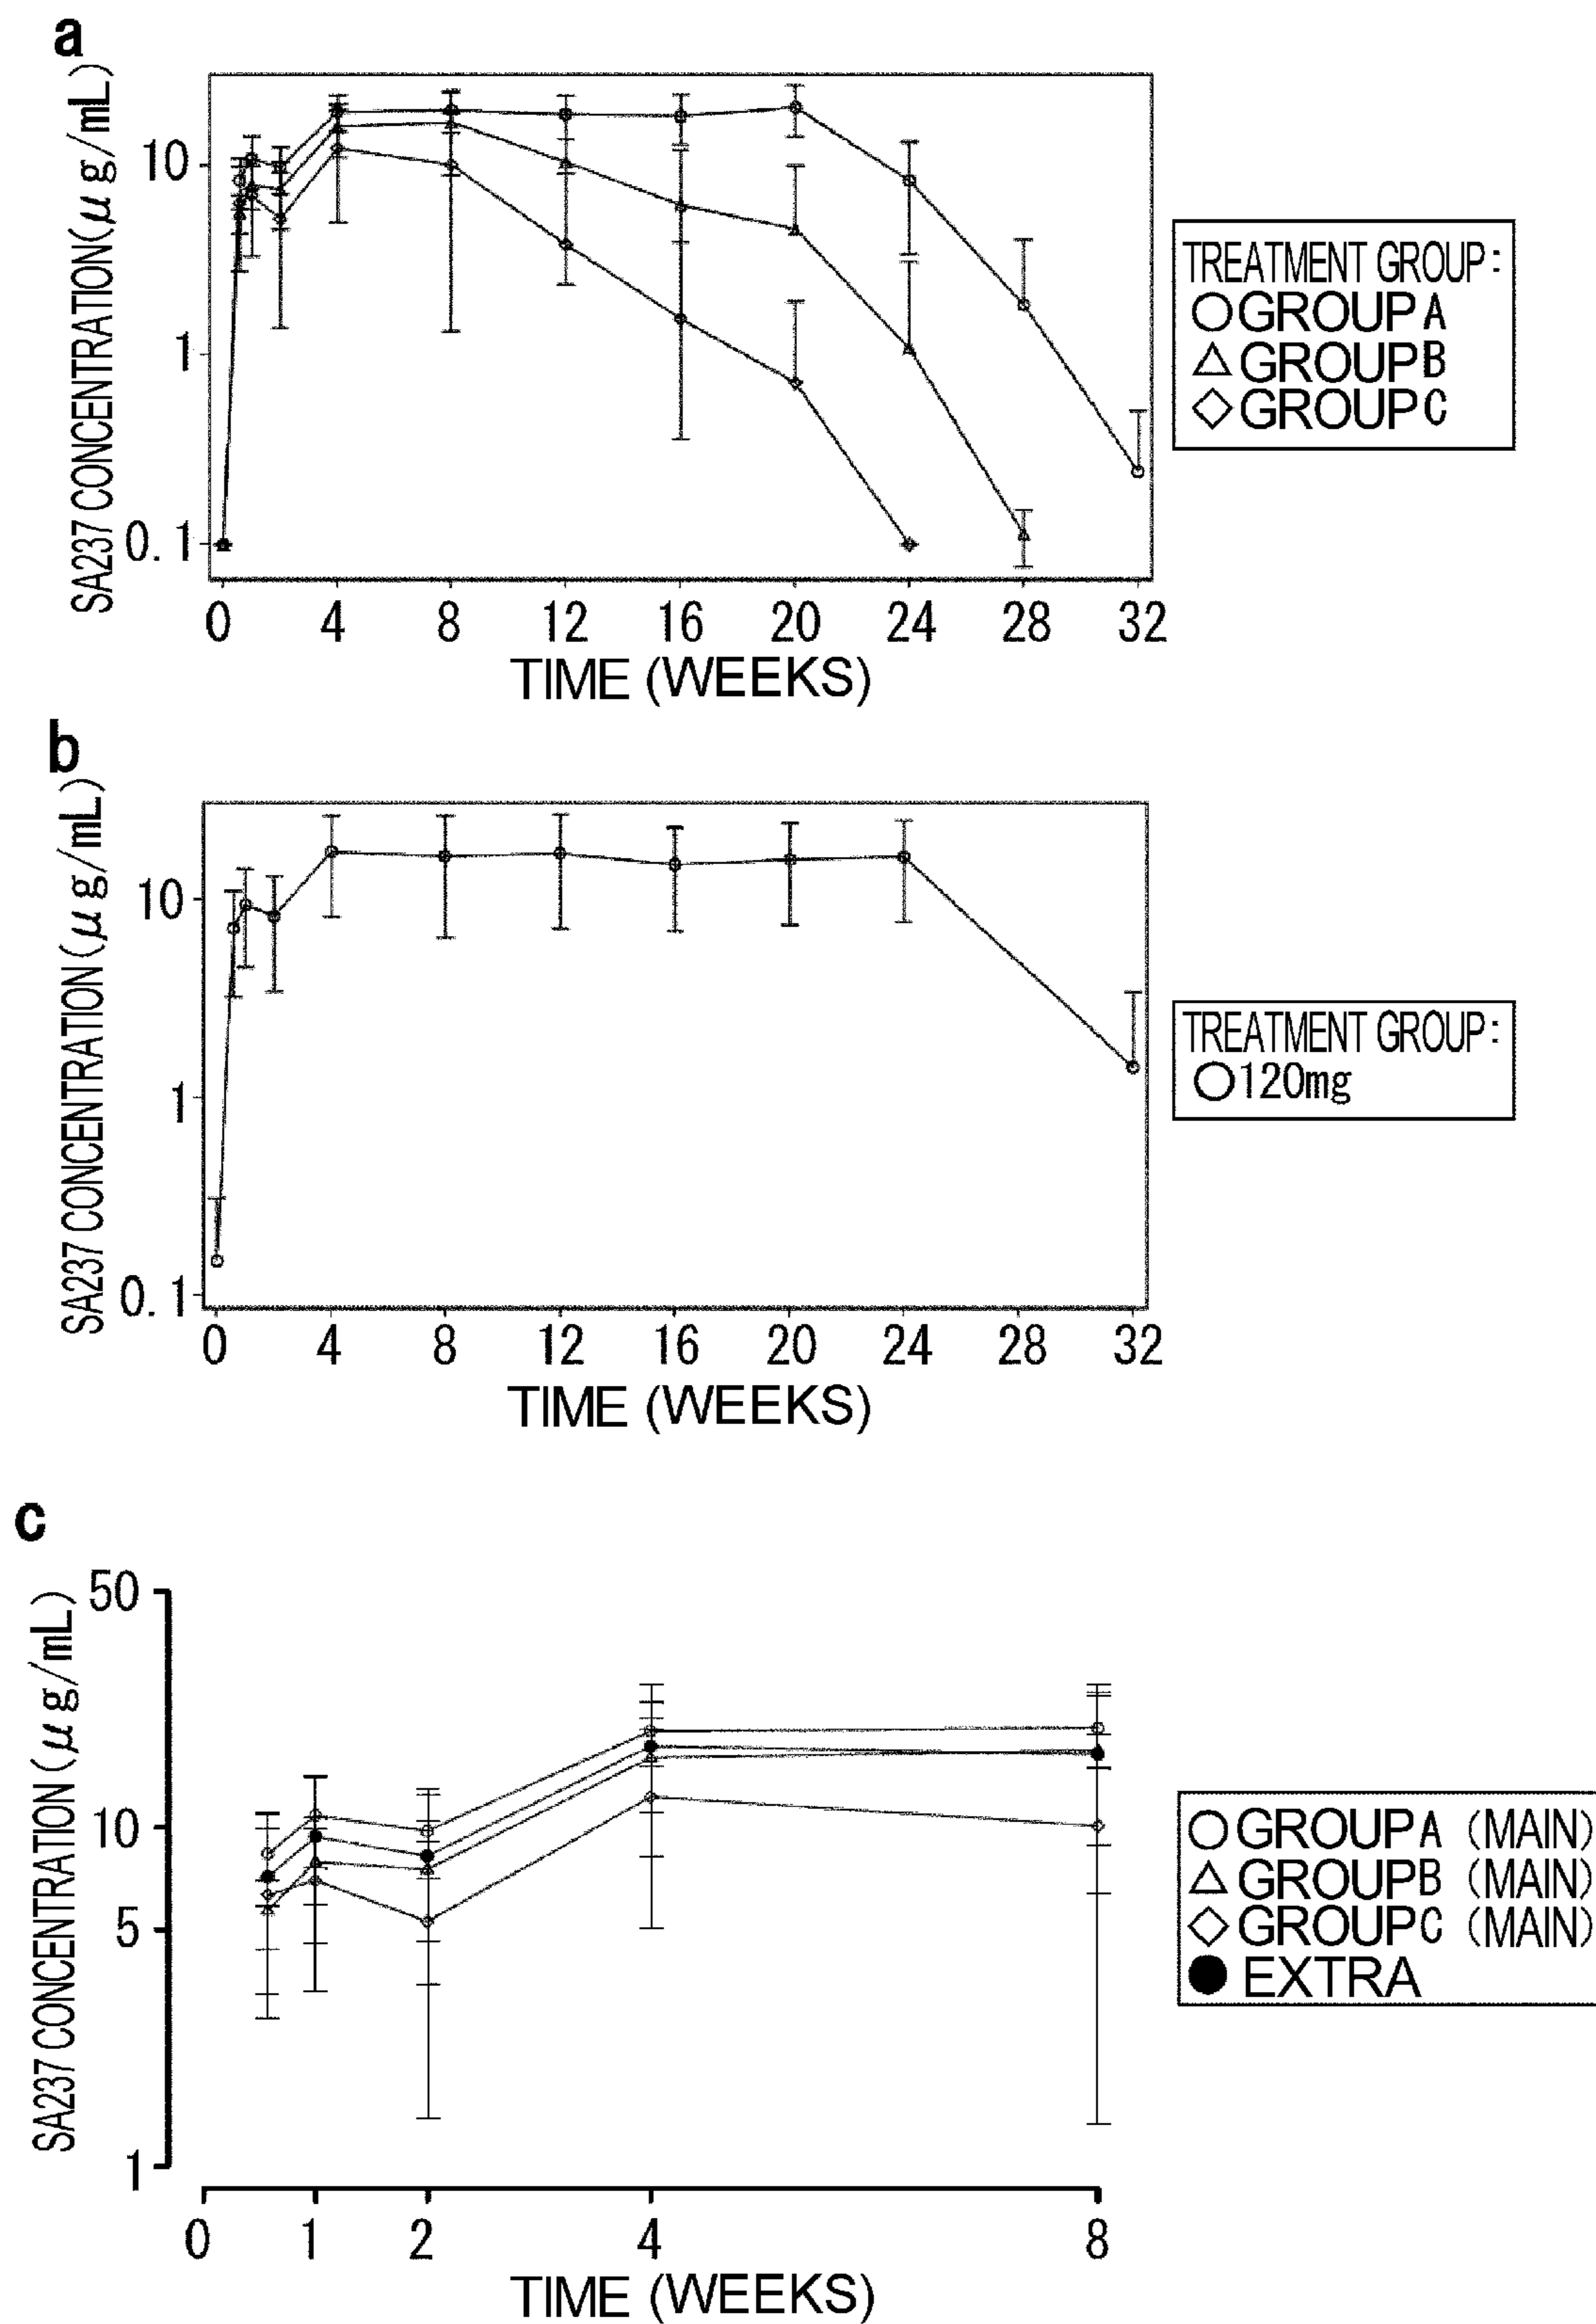 a
SA237 CONCENTRATION(μg/mL)
10
1
0.1
0 4 8 12 16 20 24 28 32
TIME (WEEKS)
TREATMENT GROUP:
GROUP A
GROUP B
GROUP C
b
SA237 CONCENTRATION(μg/mL)
10
1
0.1
0 4 8 12 16 20 24 28 32
TIME (WEEKS)
TREATMENT GROUP:
120mg
c
SA237 CONCENTRATION(μg/mL)
50
10
5
1
0 1 2 4 8
TIME (WEEKS)
GROUP A (MAIN)
GROUP B (MAIN)
GROUP C (MAIN)
EXTRA